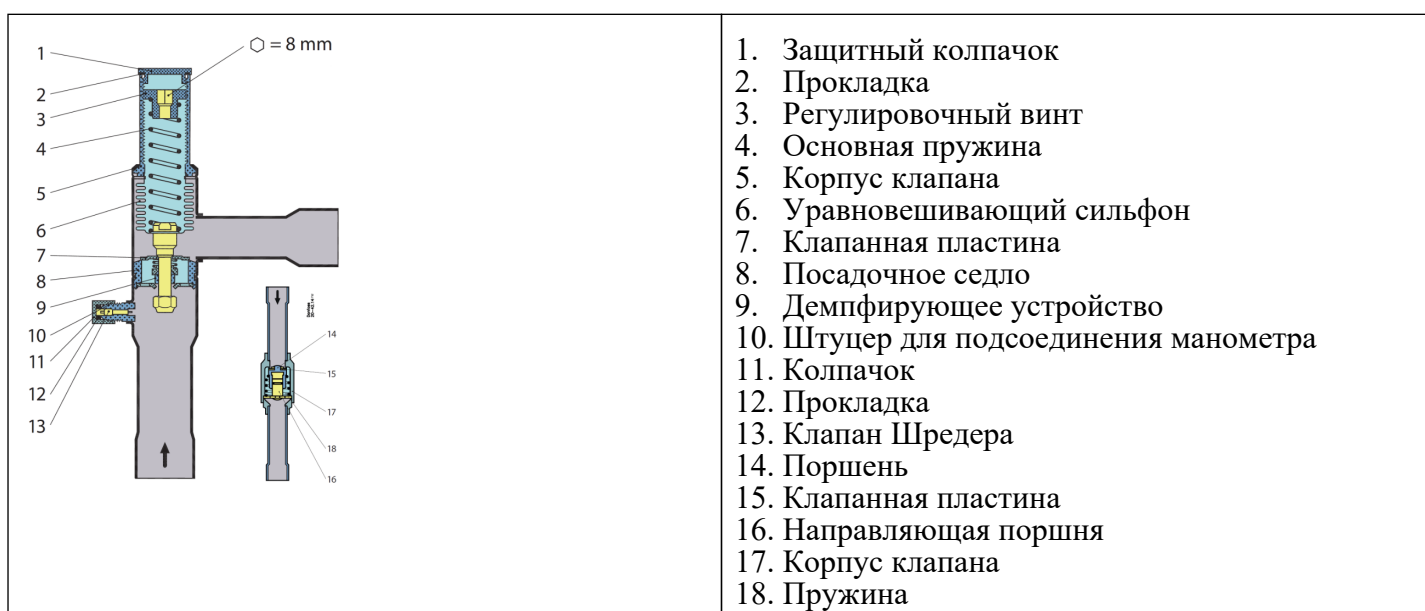 ⬡ = 8 mm
1
2
3
4
5
6
7
8
9
10
11
12
13
14
15
17
18
16
1. Защитный колпачок
2. Прокладка
3. Регулировочный винт
4. Основная пружина
5. Корпус клапана
6. Уравновешивающий сильфон
7. Клапанная пластина
8. Посадочное седло
9. Демпфирующее устройство
10. Штуцер для подсоединения манометра
11. Колпачок
12. Прокладка
13. Клапан Шредера
14. Поршень
15. Клапанная пластина
16. Направляющая поршня
17. Корпус клапана
18. Пружина